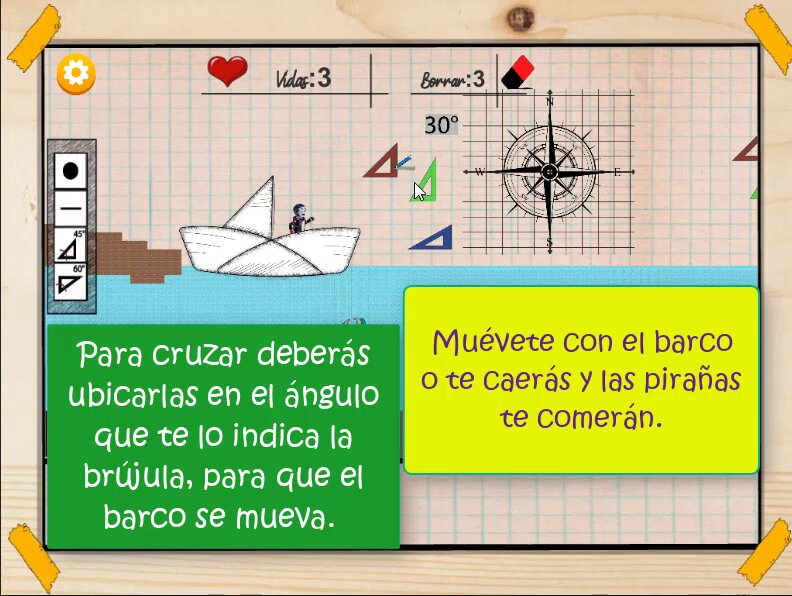 Vidas:3
Borrar:3
30°
N
W
E
S
45°
60°
Para cruzar deberás
ubicarlas en el ángulo
que te lo indica la
brújula, para que el
barco se mueva.
Muévete con el barco
o te caerás y las pirañas
te comerán.